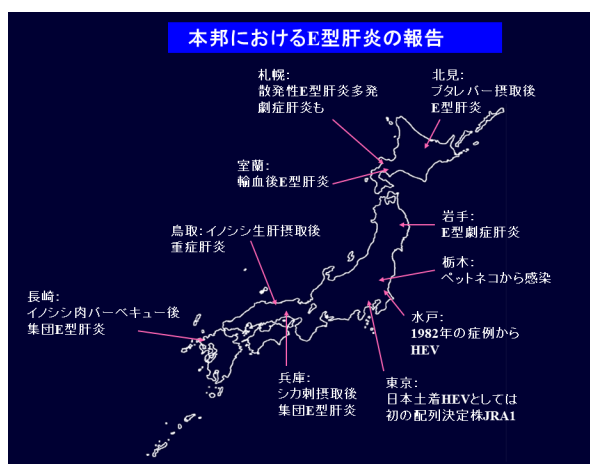 本邦におけるE型肝炎の報告
札幌:
散発性E型肝炎多発
劇症肝炎も
北見:
ブタレバー摂取後
E型肝炎
室蘭:
輸血後E型肝炎
岩手:
E型劇症肝炎
鳥取:イノシシ生肝摂取後
重症肝炎
栃木:
ペットネコから感染
長崎:
イノシシ肉バーベキュー後
集団E型肝炎
水戸:
1982年の症例から
HEV
兵庫:
シカ刺摂取後
集団E型肝炎
東京:
日本土着HEVとしては
初の配列決定株JRA1